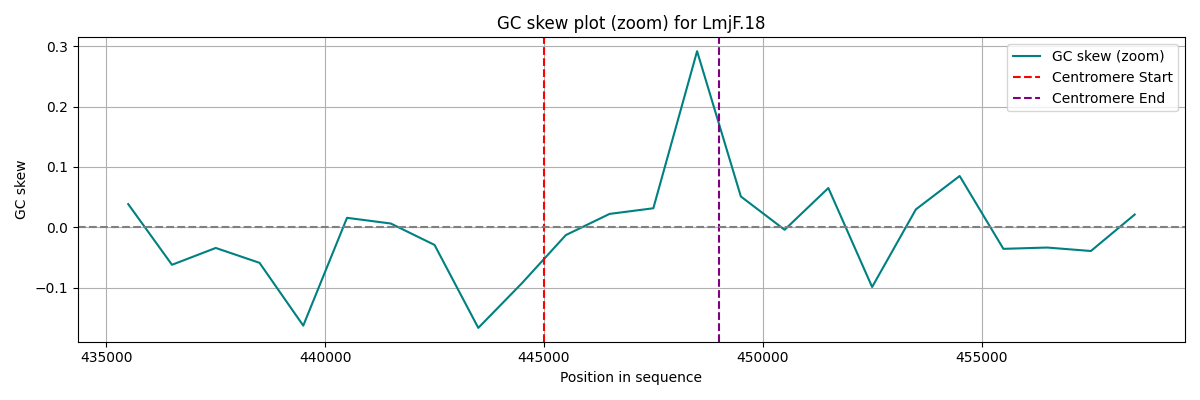 GC skew plot (zoom) for LmjF.18
GC skew
0.3
0.2
0.1
0.0
−0.1
GC skew (zoom)
Centromere Start
Centromere End
435000 440000 445000 450000 455000
Position in sequence